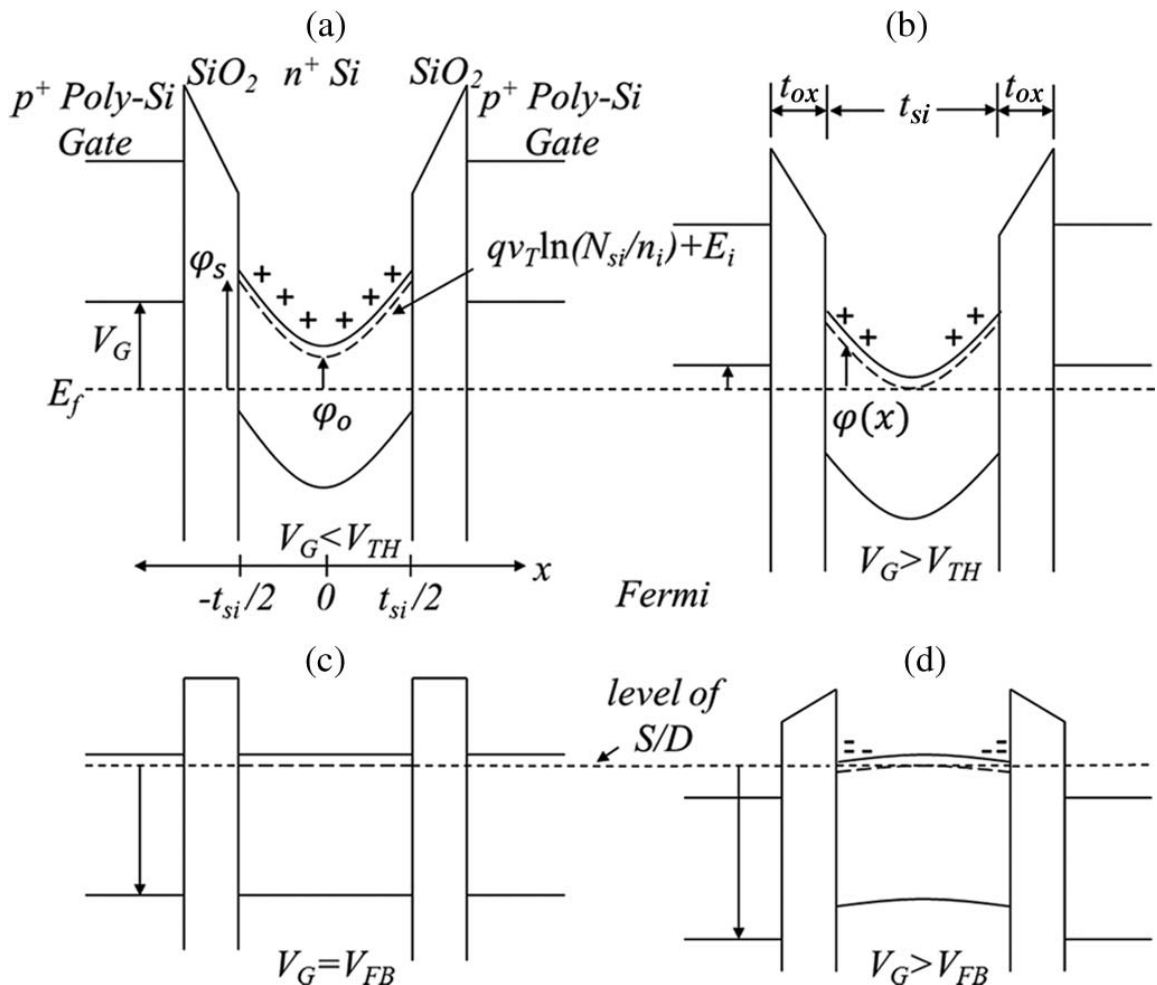 (a)
(b)
SiO₂ n⁺ Si SiO₂
p⁺ Poly-Si
Gate
p⁺ Poly-Si
Gate
t_ox
t_si
t_ox
φ_s
qv_T ln(N_si/n_i)+E_i
V_G
E_f
φ_o
φ(x)
V_G<V_TH
V_G>V_TH
x
-t_si/2 0 t_si/2
Fermi
(c)
(d)
level of
S/D
V_G=V_FB
V_G>V_FB